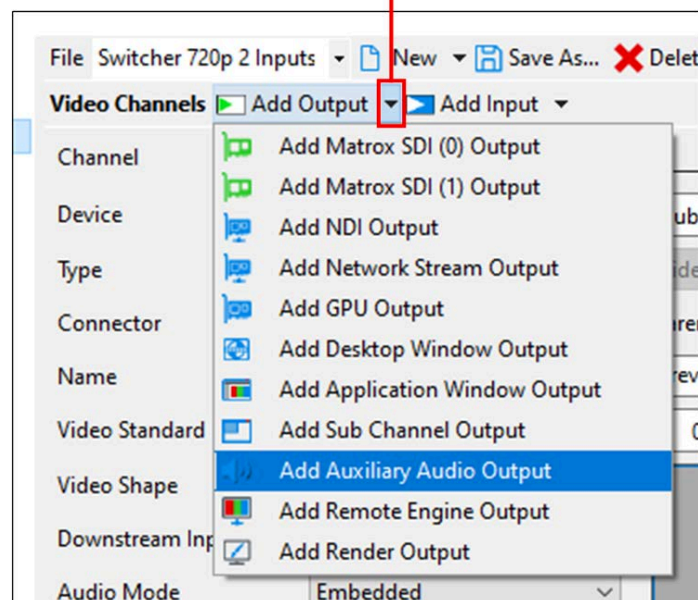 File Switcher 720p 2 Inputs New Save As... Delet
Video Channels Add Output Add Input
Channel
Add Matrox SDI (0) Output
Add Matrox SDI (1) Output
Device
ub
Add NDI Output
Type
Add Network Stream Output
ide
Add GPU Output
Connector
Add Desktop Window Output
Name
Add Application Window Output
rev
Video Standard
Add Sub Channel Output
Add Auxiliary Audio Output
Video Shape
Add Remote Engine Output
Downstream Inp
Add Render Output
Audio Mode Embedded